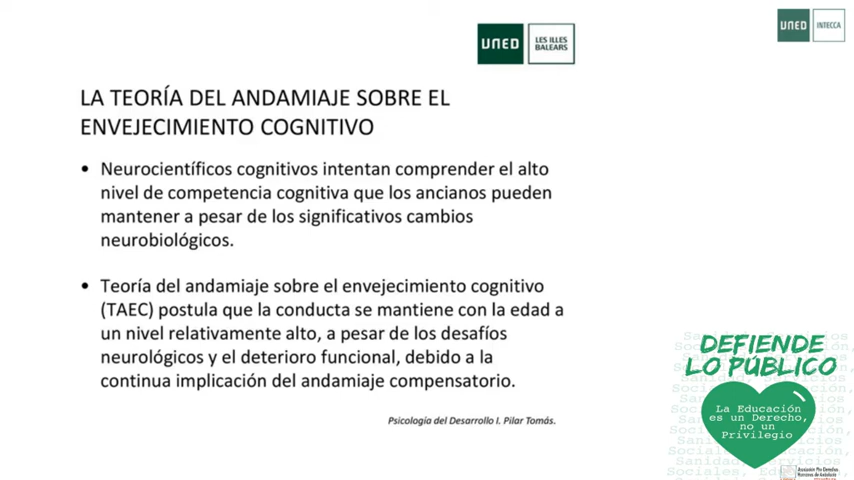 UNED
LES ILLES
BALEARS
UNED
INTECCA
LA TEORÍA DEL ANDAMIAJE SOBRE EL
ENVEJECIMIENTO COGNITIVO
• Neurocientíficos cognitivos intentan comprender el alto
nivel de competencia cognitiva que los ancianos pueden
mantener a pesar de los significativos cambios
neurobiológicos.
• Teoría del andamiaje sobre el envejecimiento cognitivo
(TAEC) postula que la conducta se mantiene con la edad a
un nivel relativamente alto, a pesar de los desafíos
neurológicos y el deterioro funcional, debido a la
continua implicación del andamiaje compensatorio.
Psicología del Desarrollo I. Pilar Tomás.
DEFIENDE
LO PÚBLICO
La Educación
es un Derecho,
no un
Privilegio